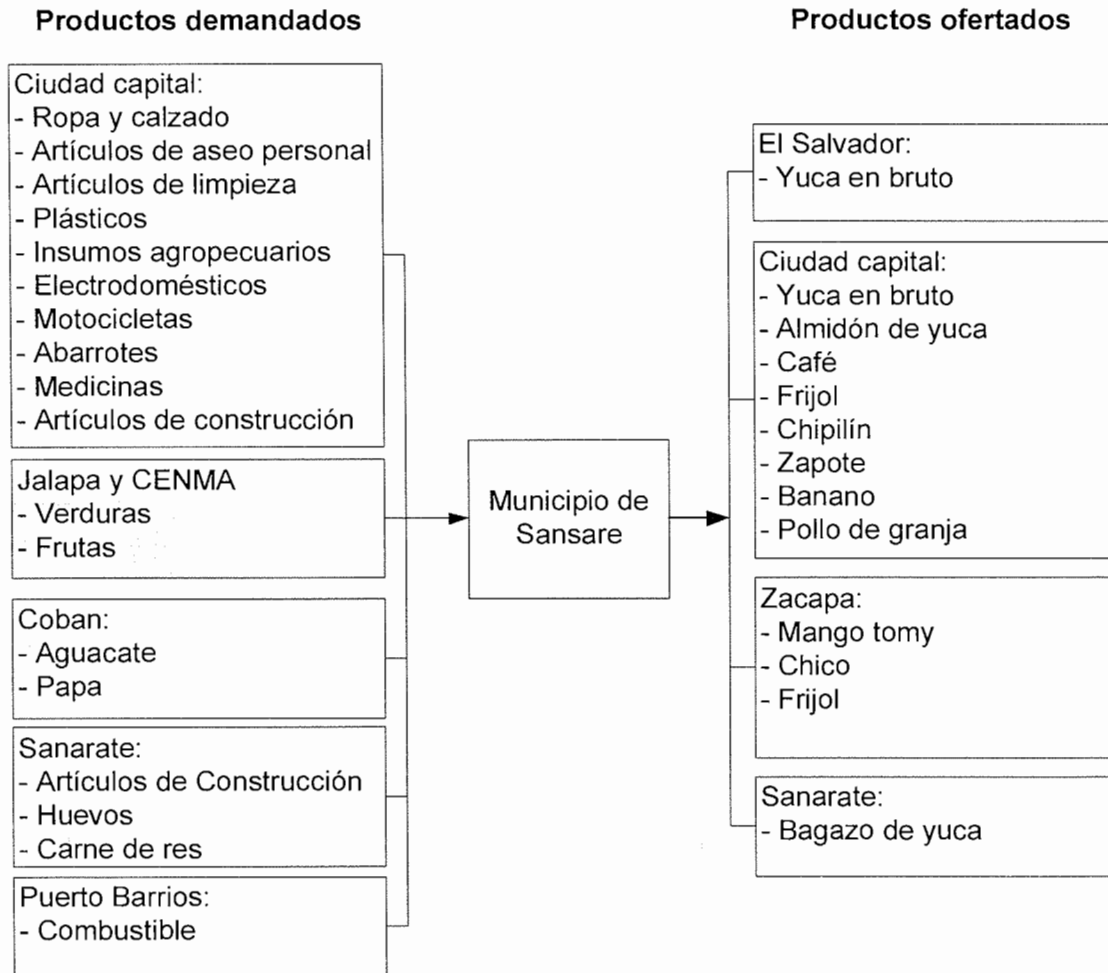 Productos demandados
Ciudad capital:
- Ropa y calzado
- Artículos de aseo personal
- Artículos de limpieza
- Plásticos
- Insumos agropecuarios
- Electrodomésticos
- Motocicletas
- Abarrotes
- Medicinas
- Artículos de construcción
Jalapa y CENMA
- Verduras
- Frutas
Coban:
- Aguacate
- Papa
Sanarate:
- Artículos de Construcción
- Huevos
- Carne de res
Puerto Barrios:
- Combustible
Municipio de
Sansare
Productos ofertados
El Salvador:
- Yuca en bruto
Ciudad capital:
- Yuca en bruto
- Almidón de yuca
- Café
- Frijol
- Chipilín
- Zapote
- Banano
- Pollo de granja
Zacapa:
- Mango tomy
- Chico
- Frijol
Sanarate:
- Bagazo de yuca